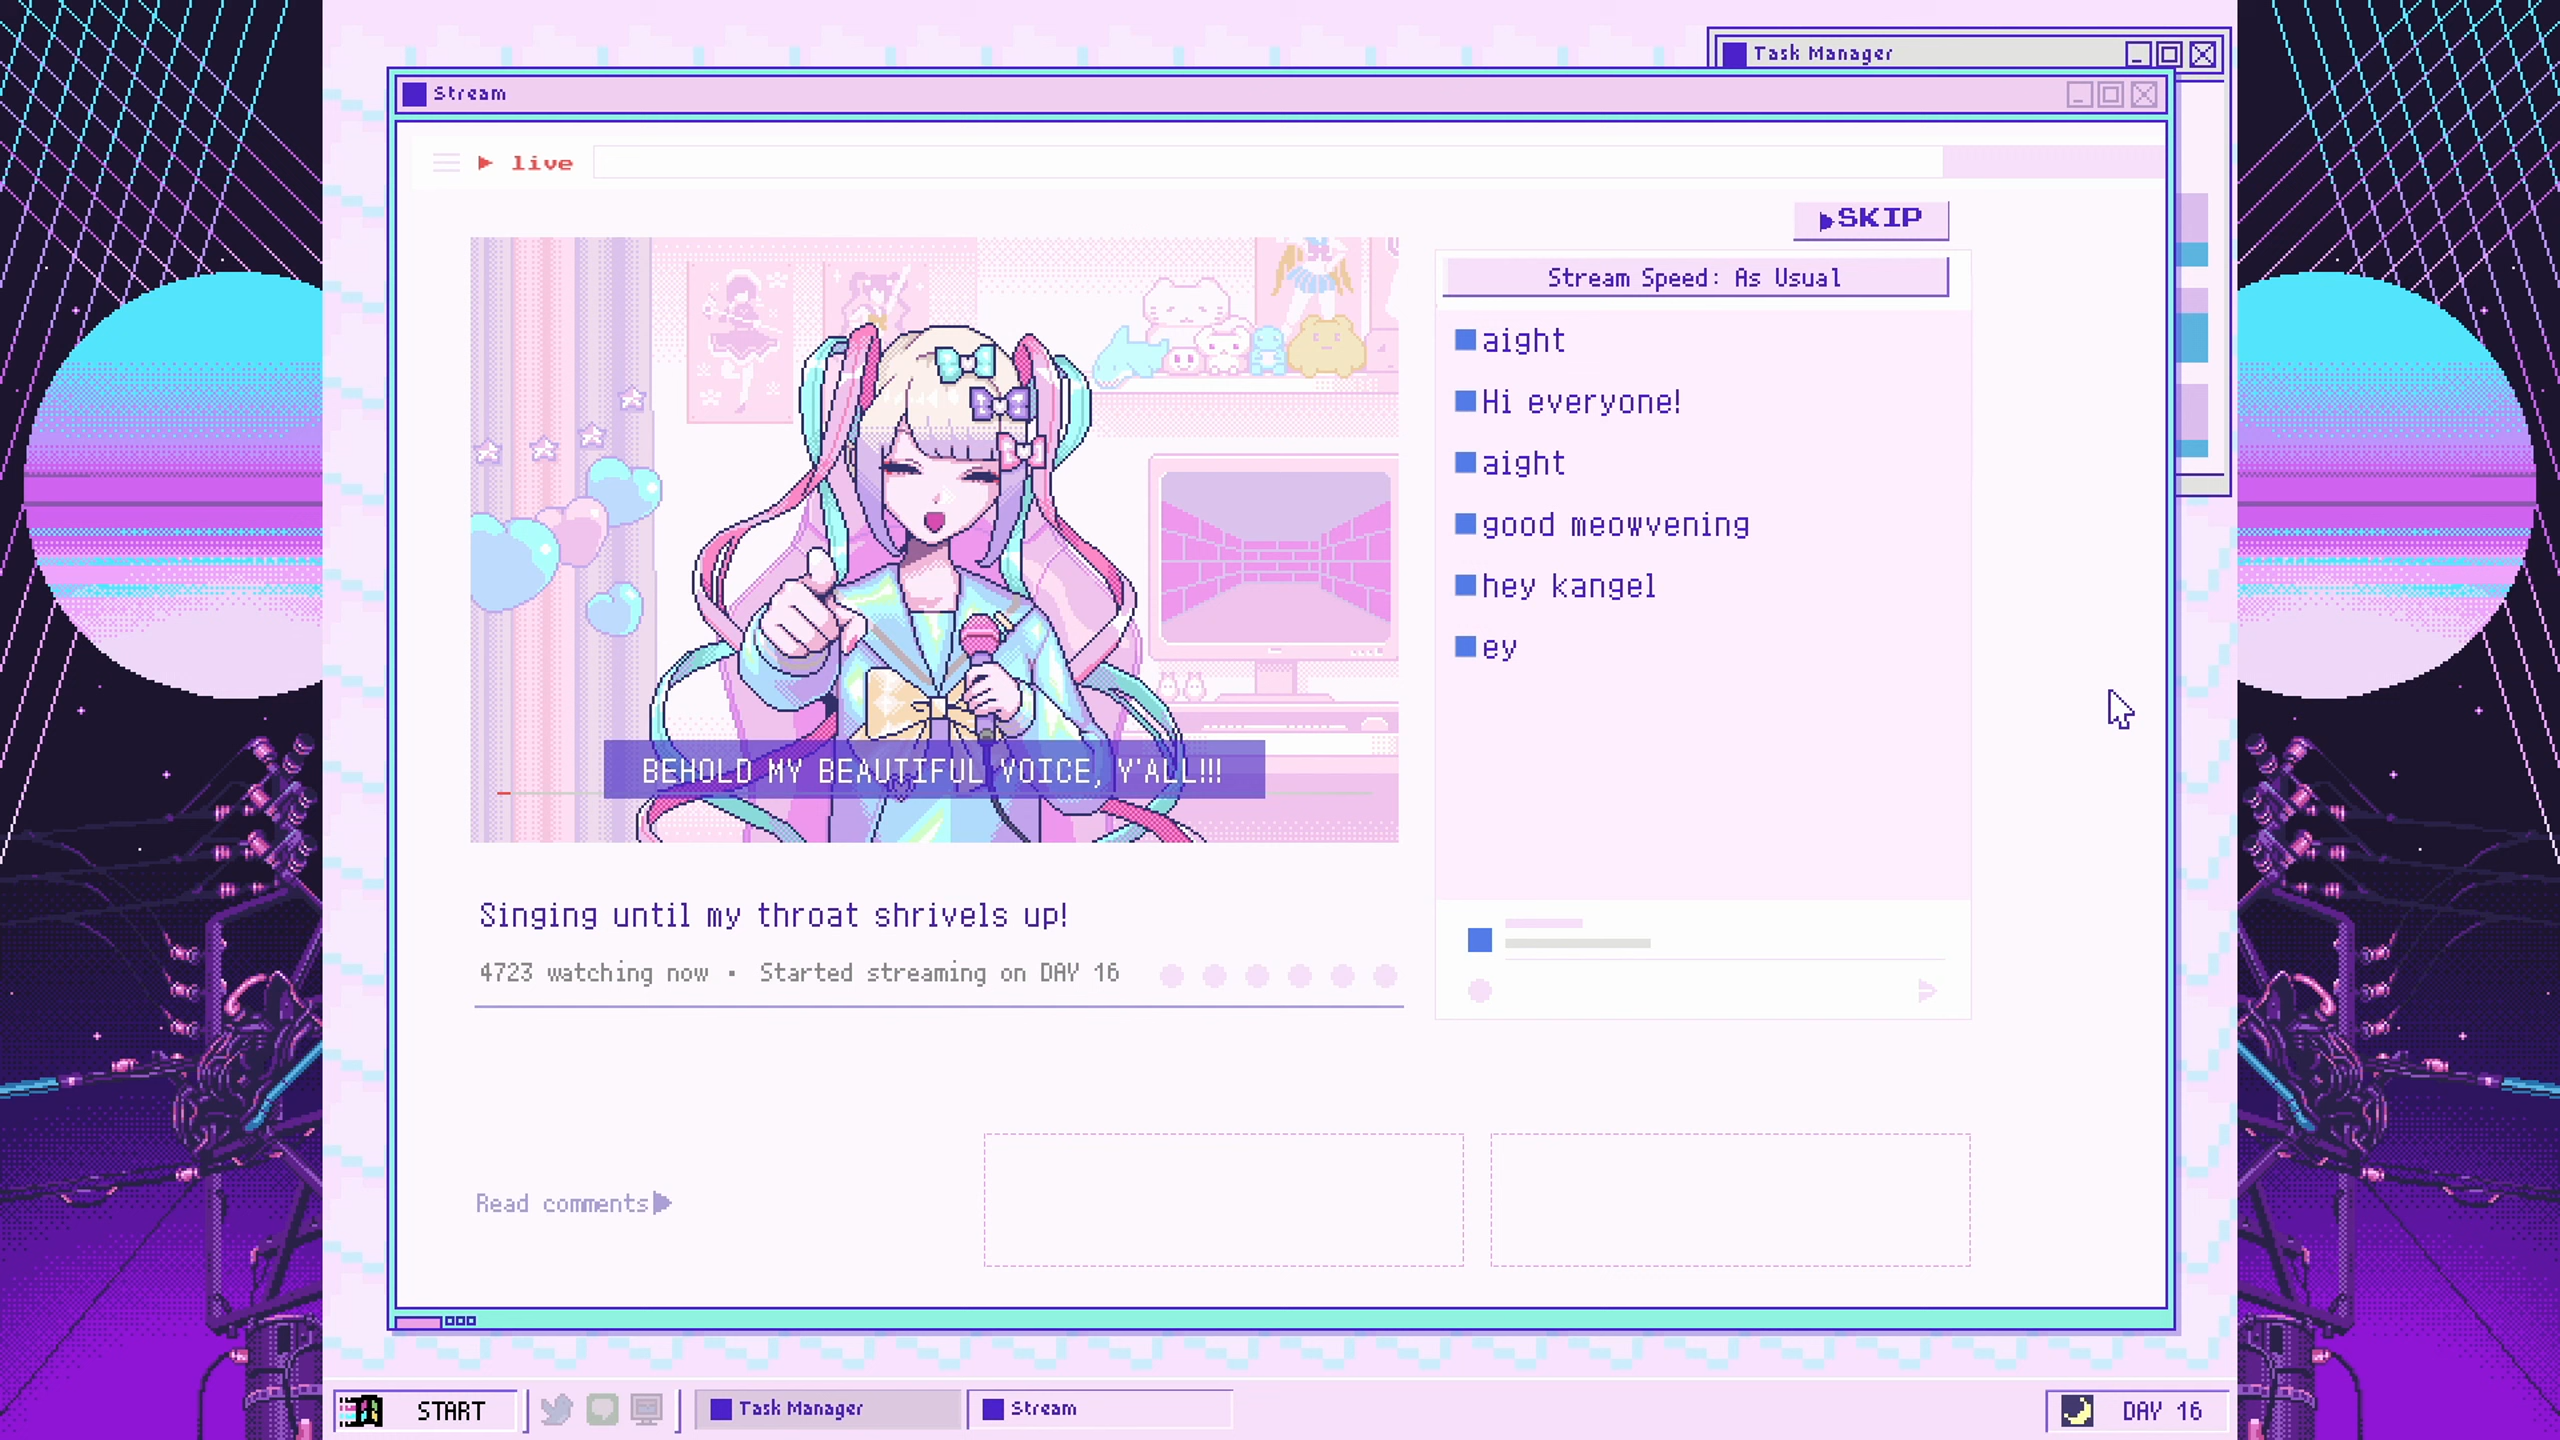 Task Manager
Stream
live
SKIP
Stream Speed: As Usual
aight
Hi everyone!
aight
good meowvening
hey kangel
ey
BEHOLD MY BEAUTIFUL VOICE, Y'ALL!!!
Singing until my throat shrivels up!
4723 watching now • Started streaming on DAY 16
Read comments
START
Task Manager
Stream
DAY 16